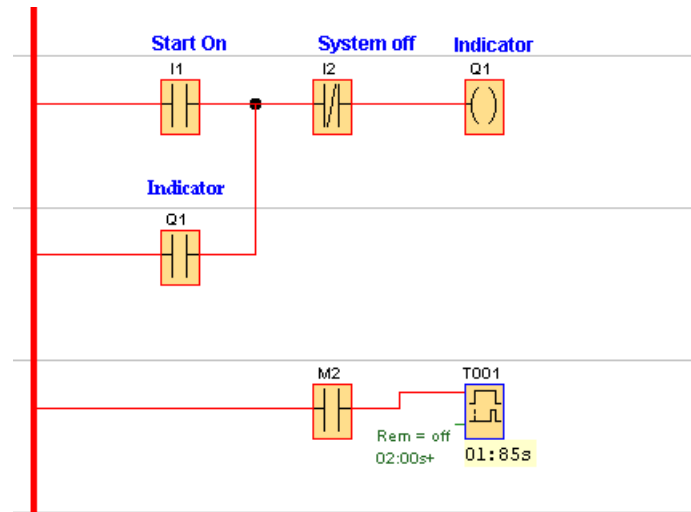 Start On System off Indicator
I1 I2 Q1
Indicator
Q1
M2 T001
Rem = off
02:00s+ 01:85s